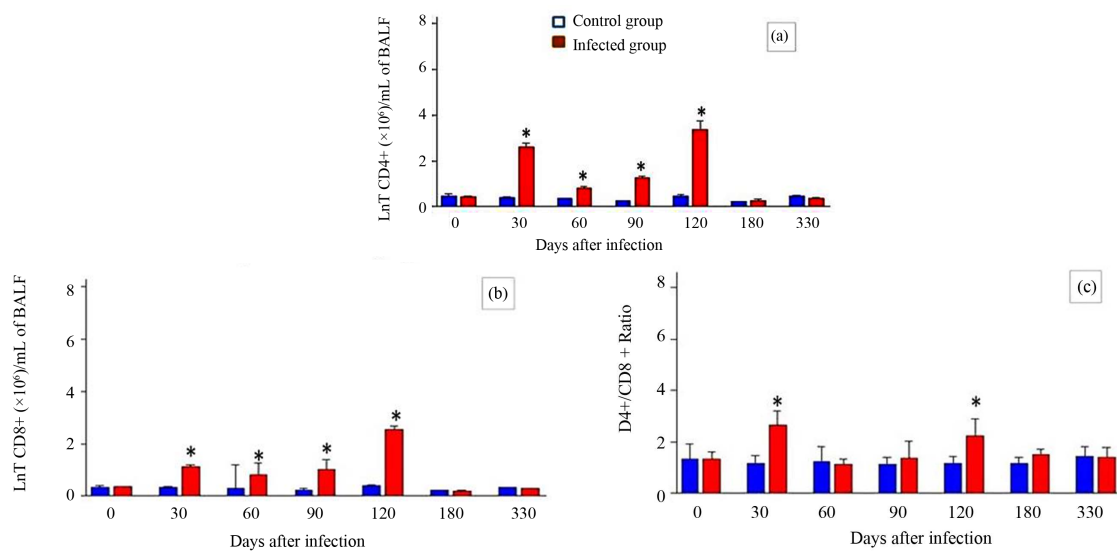 Control group
Infected group
(a)
LnT CD4+ (×10⁶)/mL of BALF
8
6
4
2
0
*
*
*
*
0 30 60 90 120 180 330
Days after infection
(b)
LnT CD8+ (×10⁶)/mL of BALF
8
6
4
2
0
*
*
*
*
0 30 60 90 120 180 330
Days after infection
(c)
D4+/CD8 + Ratio
8
6
4
2
0
*
*
0 30 60 90 120 180 330
Days after infection